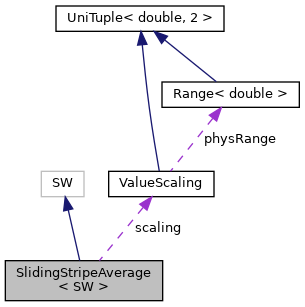 UniTuple< double, 2 >
Range< double >
physRange
SW
ValueScaling
scaling
SlidingStripeAverage
< SW >